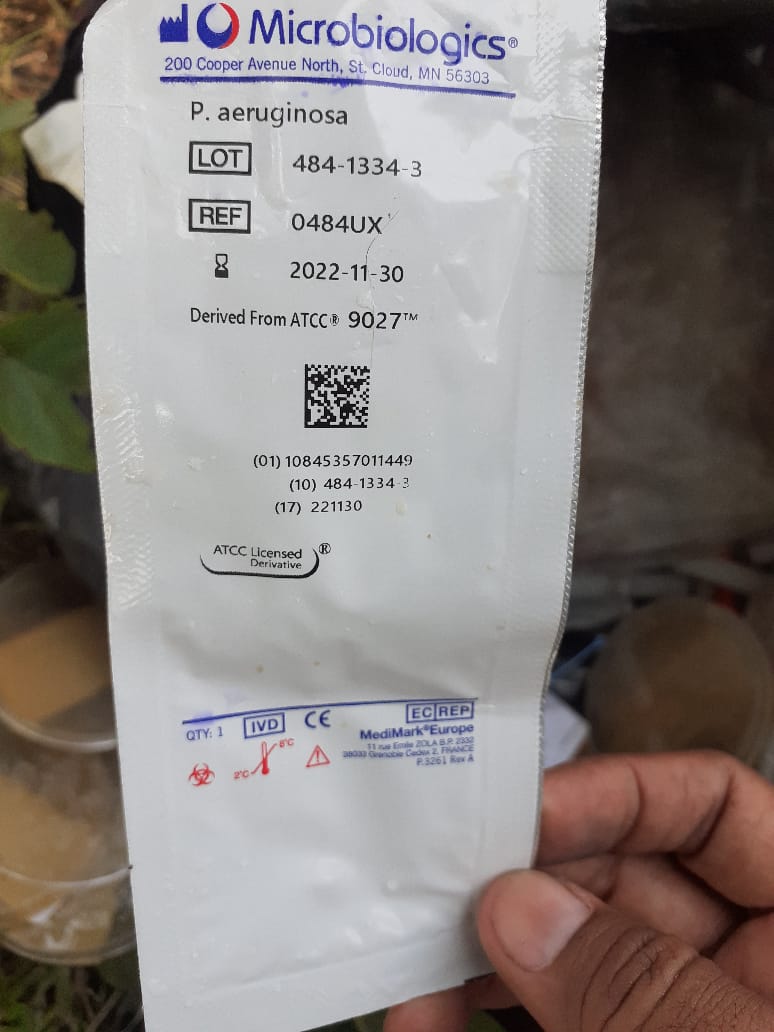 Microbiologics®
200 Cooper Avenue North, St. Cloud, MN 56303
P. aeruginosa
LOT 484-1334-3
REF 0484UX
2022-11-30
Derived From ATCC® 9027™
(01) 10845357011449
(10) 484-1334-3
(17) 221130
ATCC Licensed ®
Derivative
QTY: 1 IVD CE EC REP
MediMark® Europe
11 rue Emile ZOLA B.P. 2332
38033 Grenoble Cedex 2, FRANCE
P.3261 Rev A
2°C 8°C